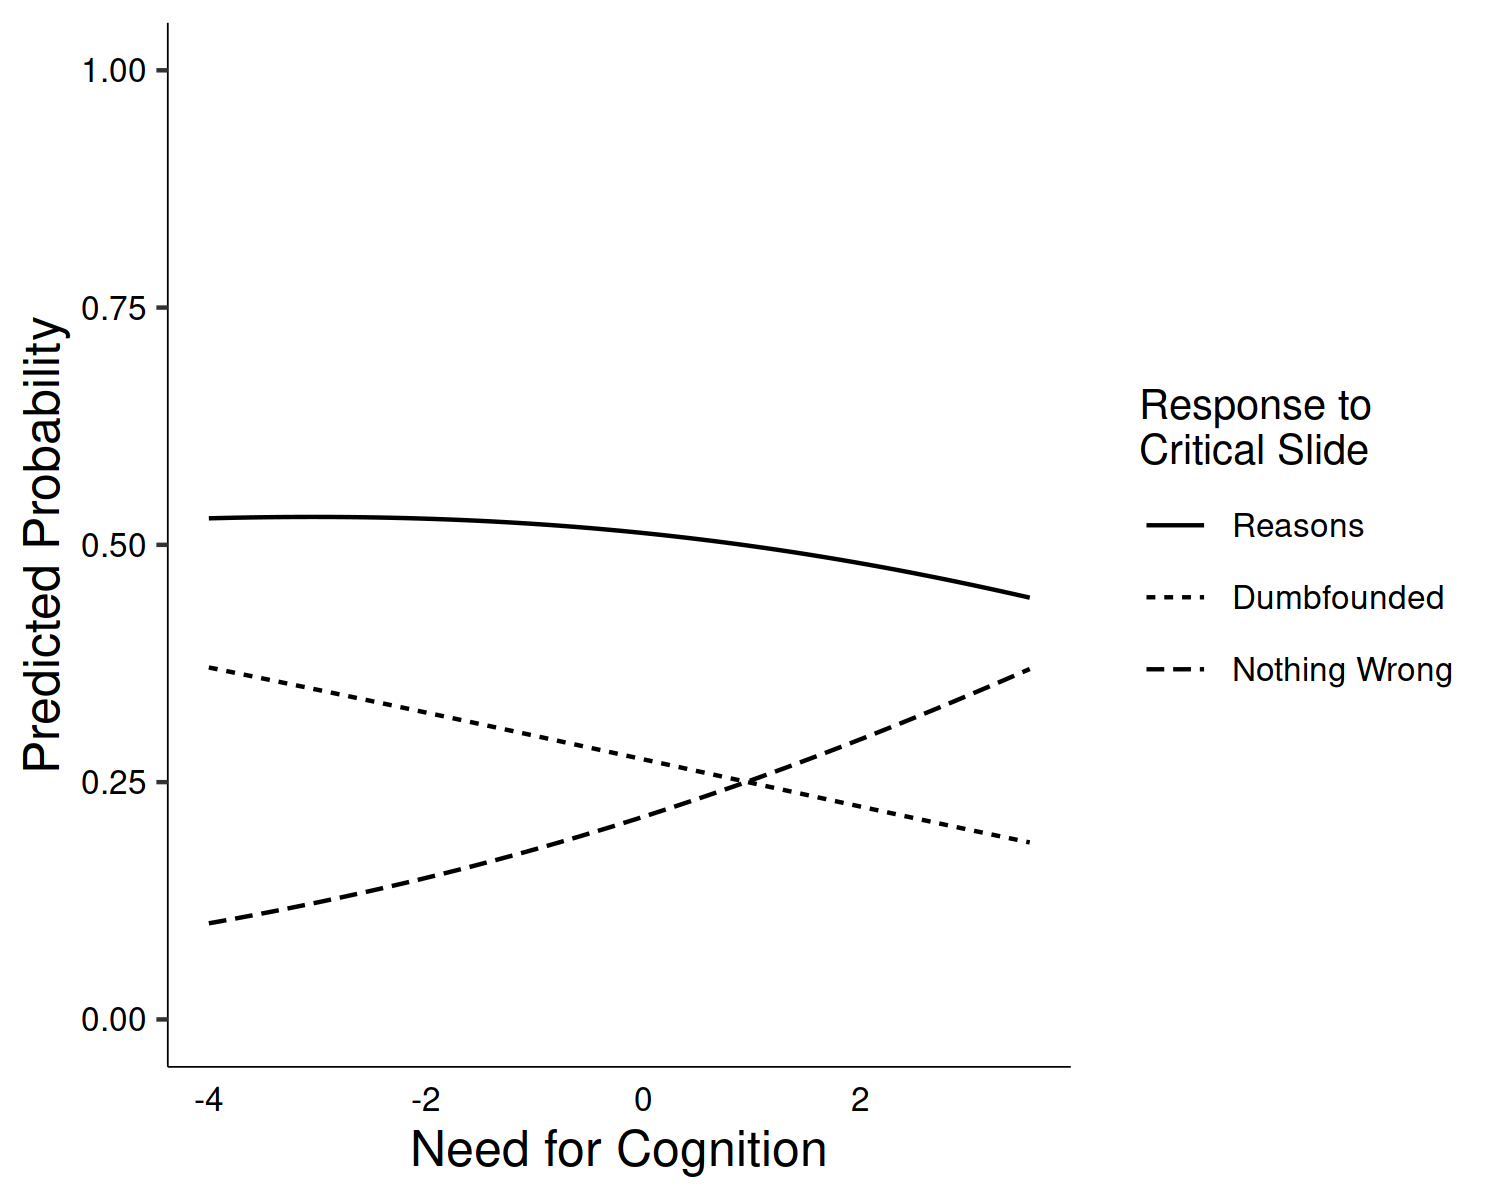 1.00
0.75
0.50
0.25
0.00
Predicted Probability
-4
-2
0
2
Need for Cognition
Response to
Critical Slide
Reasons
Dumbfounded
Nothing Wrong